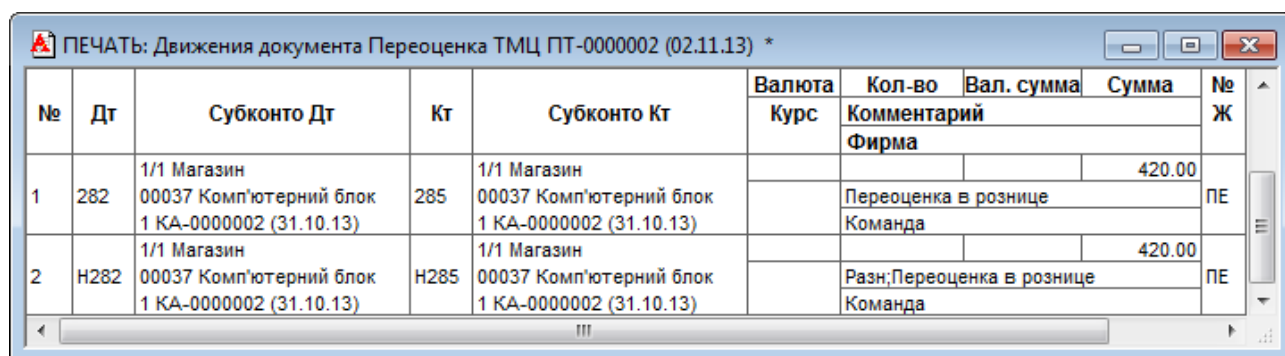 ПЕЧАТЬ: Движения документа Переоценка ТМЦ ПТ-0000002 (02.11.13) *
№ Дт Субконто Дт Кт Субконто Кт Валюта Кол-во Вал. сумма Сумма №
Курс Комментарий Ж
Фирма
1/1 Магазин 1/1 Магазин 420.00
1 282 00037 Комп'ютерний блок 285 00037 Комп'ютерний блок Переоценка в рознице ПЕ
1 КА-0000002 (31.10.13) 1 КА-0000002 (31.10.13) Команда
1/1 Магазин 1/1 Магазин 420.00
2 Н282 00037 Комп'ютерний блок Н285 00037 Комп'ютерний блок Разн;Переоценка в рознице ПЕ
1 КА-0000002 (31.10.13) 1 КА-0000002 (31.10.13) Команда